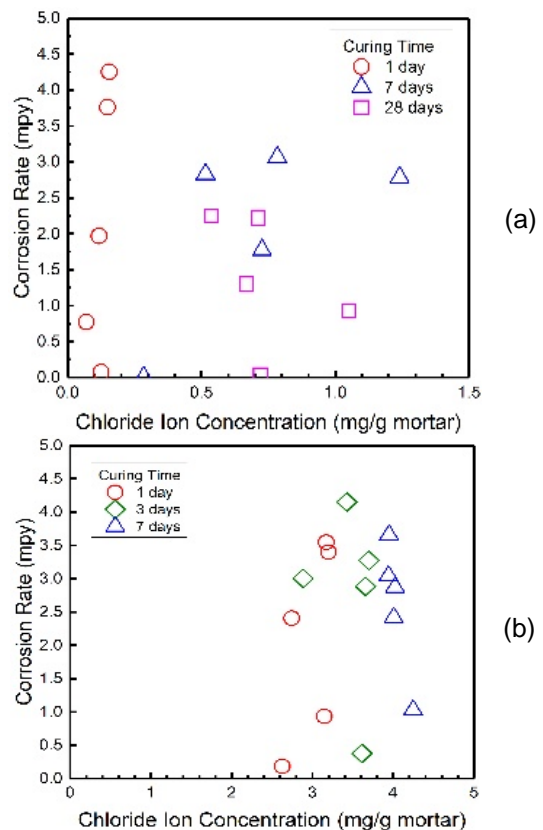 5.0
4.5
4.0
3.5
3.0
2.5
2.0
1.5
1.0
0.5
0.0
Corrosion Rate (mpy)
Curing Time
1 day
7 days
28 days
(a)
0.0 0.5 1.0 1.5
Chloride Ion Concentration (mg/g mortar)
5.0
4.5
4.0
3.5
3.0
2.5
2.0
1.5
1.0
0.5
0.0
Corrosion Rate (mpy)
Curing Time
1 day
3 days
7 days
(b)
0 1 2 3 4 5
Chloride Ion Concentration (mg/g mortar)